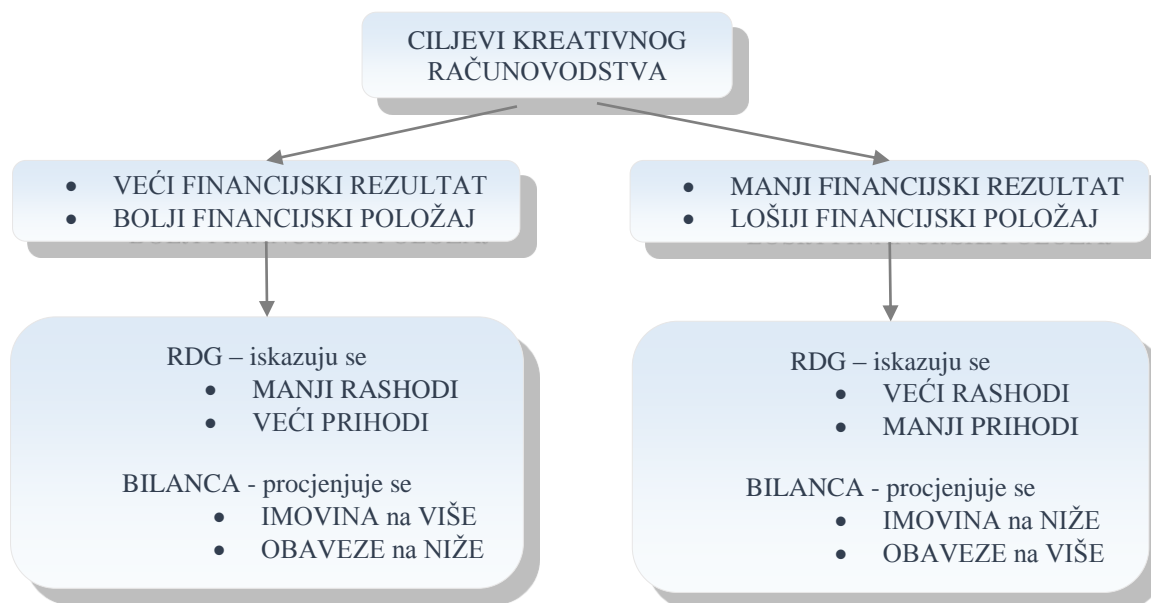 CILJEVI KREATIVNOG
RAČUNOVODSTVA
• VEĆI FINANCIJSKI REZULTAT
• BOLJI FINANCIJSKI POLOŽAJ
• MANJI FINANCIJSKI REZULTAT
• LOŠIJI FINANCIJSKI POLOŽAJ
RDG – iskazuju se
• MANJI RASHODI
• VEĆI PRIHODI
BILANCA - procjenjuje se
• IMOVINA na VIŠE
• OBAVEZE na NIŽE
RDG – iskazuju se
• VEĆI RASHODI
• MANJI PRIHODI
BILANCA - procjenjuje se
• IMOVINA na NIŽE
• OBAVEZE na VIŠE